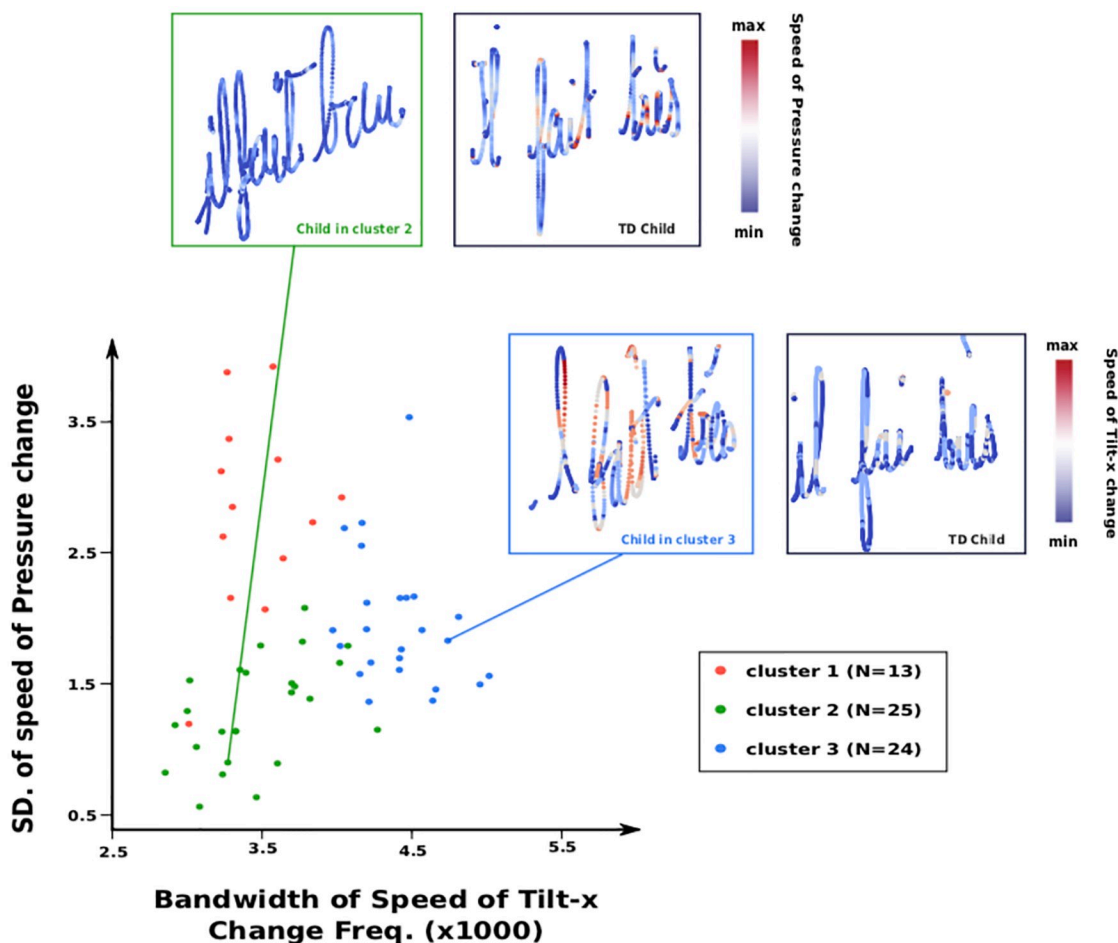 Child in cluster 2
TD Child
max
Speed of Pressure change
min
Child in cluster 3
TD Child
max
Speed of Tilt-x change
min
SD. of speed of Pressure change
3.5
2.5
1.5
0.5
2.5
3.5
4.5
5.5
Bandwidth of Speed of Tilt-x
Change Freq. (x1000)
cluster 1 (N=13)
cluster 2 (N=25)
cluster 3 (N=24)